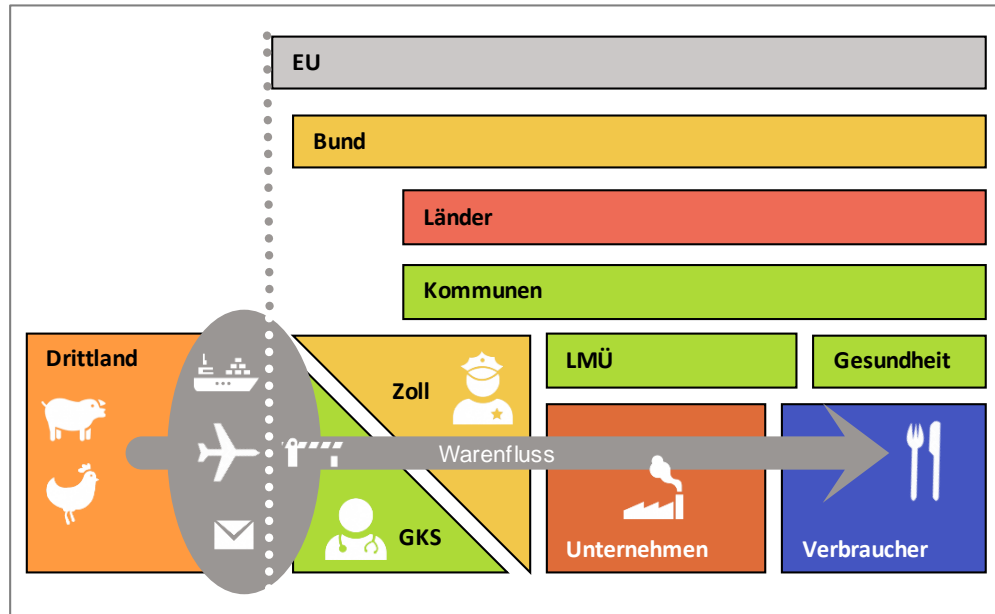 EU
Bund
Länder
Kommunen
Drittland
Zoll
LMÜ
Gesundheit
Warenfluss
GKS
Unternehmen
Verbraucher